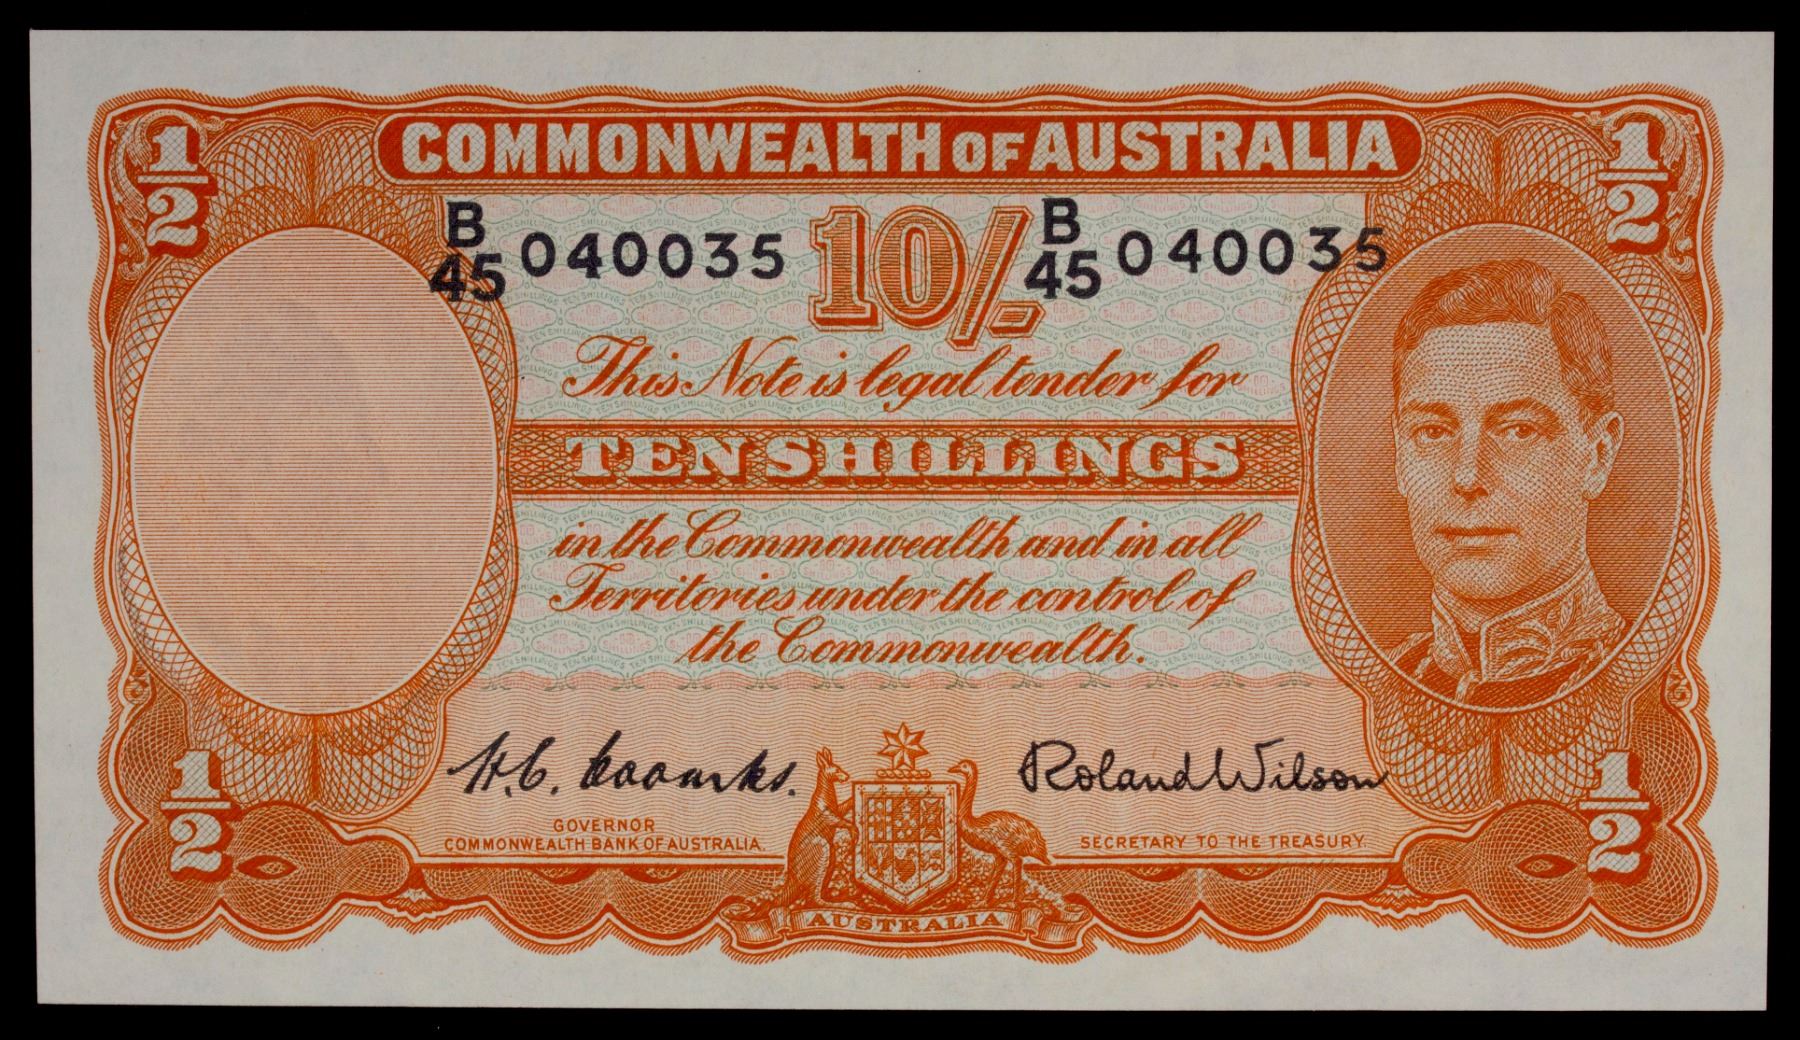 1/2
COMMONWEALTH OF AUSTRALIA
1/2
B/45 040035
10/-
B/45 040035
This Note is legal tender for
TEN SHILLINGS
in the Commonwealth and in all
Territories under the control of
the Commonwealth.
H.C. Coombs.
Roland Wilson
GOVERNOR
COMMONWEALTH BANK OF AUSTRALIA.
SECRETARY TO THE TREASURY.
1/2
AUSTRALIA
1/2